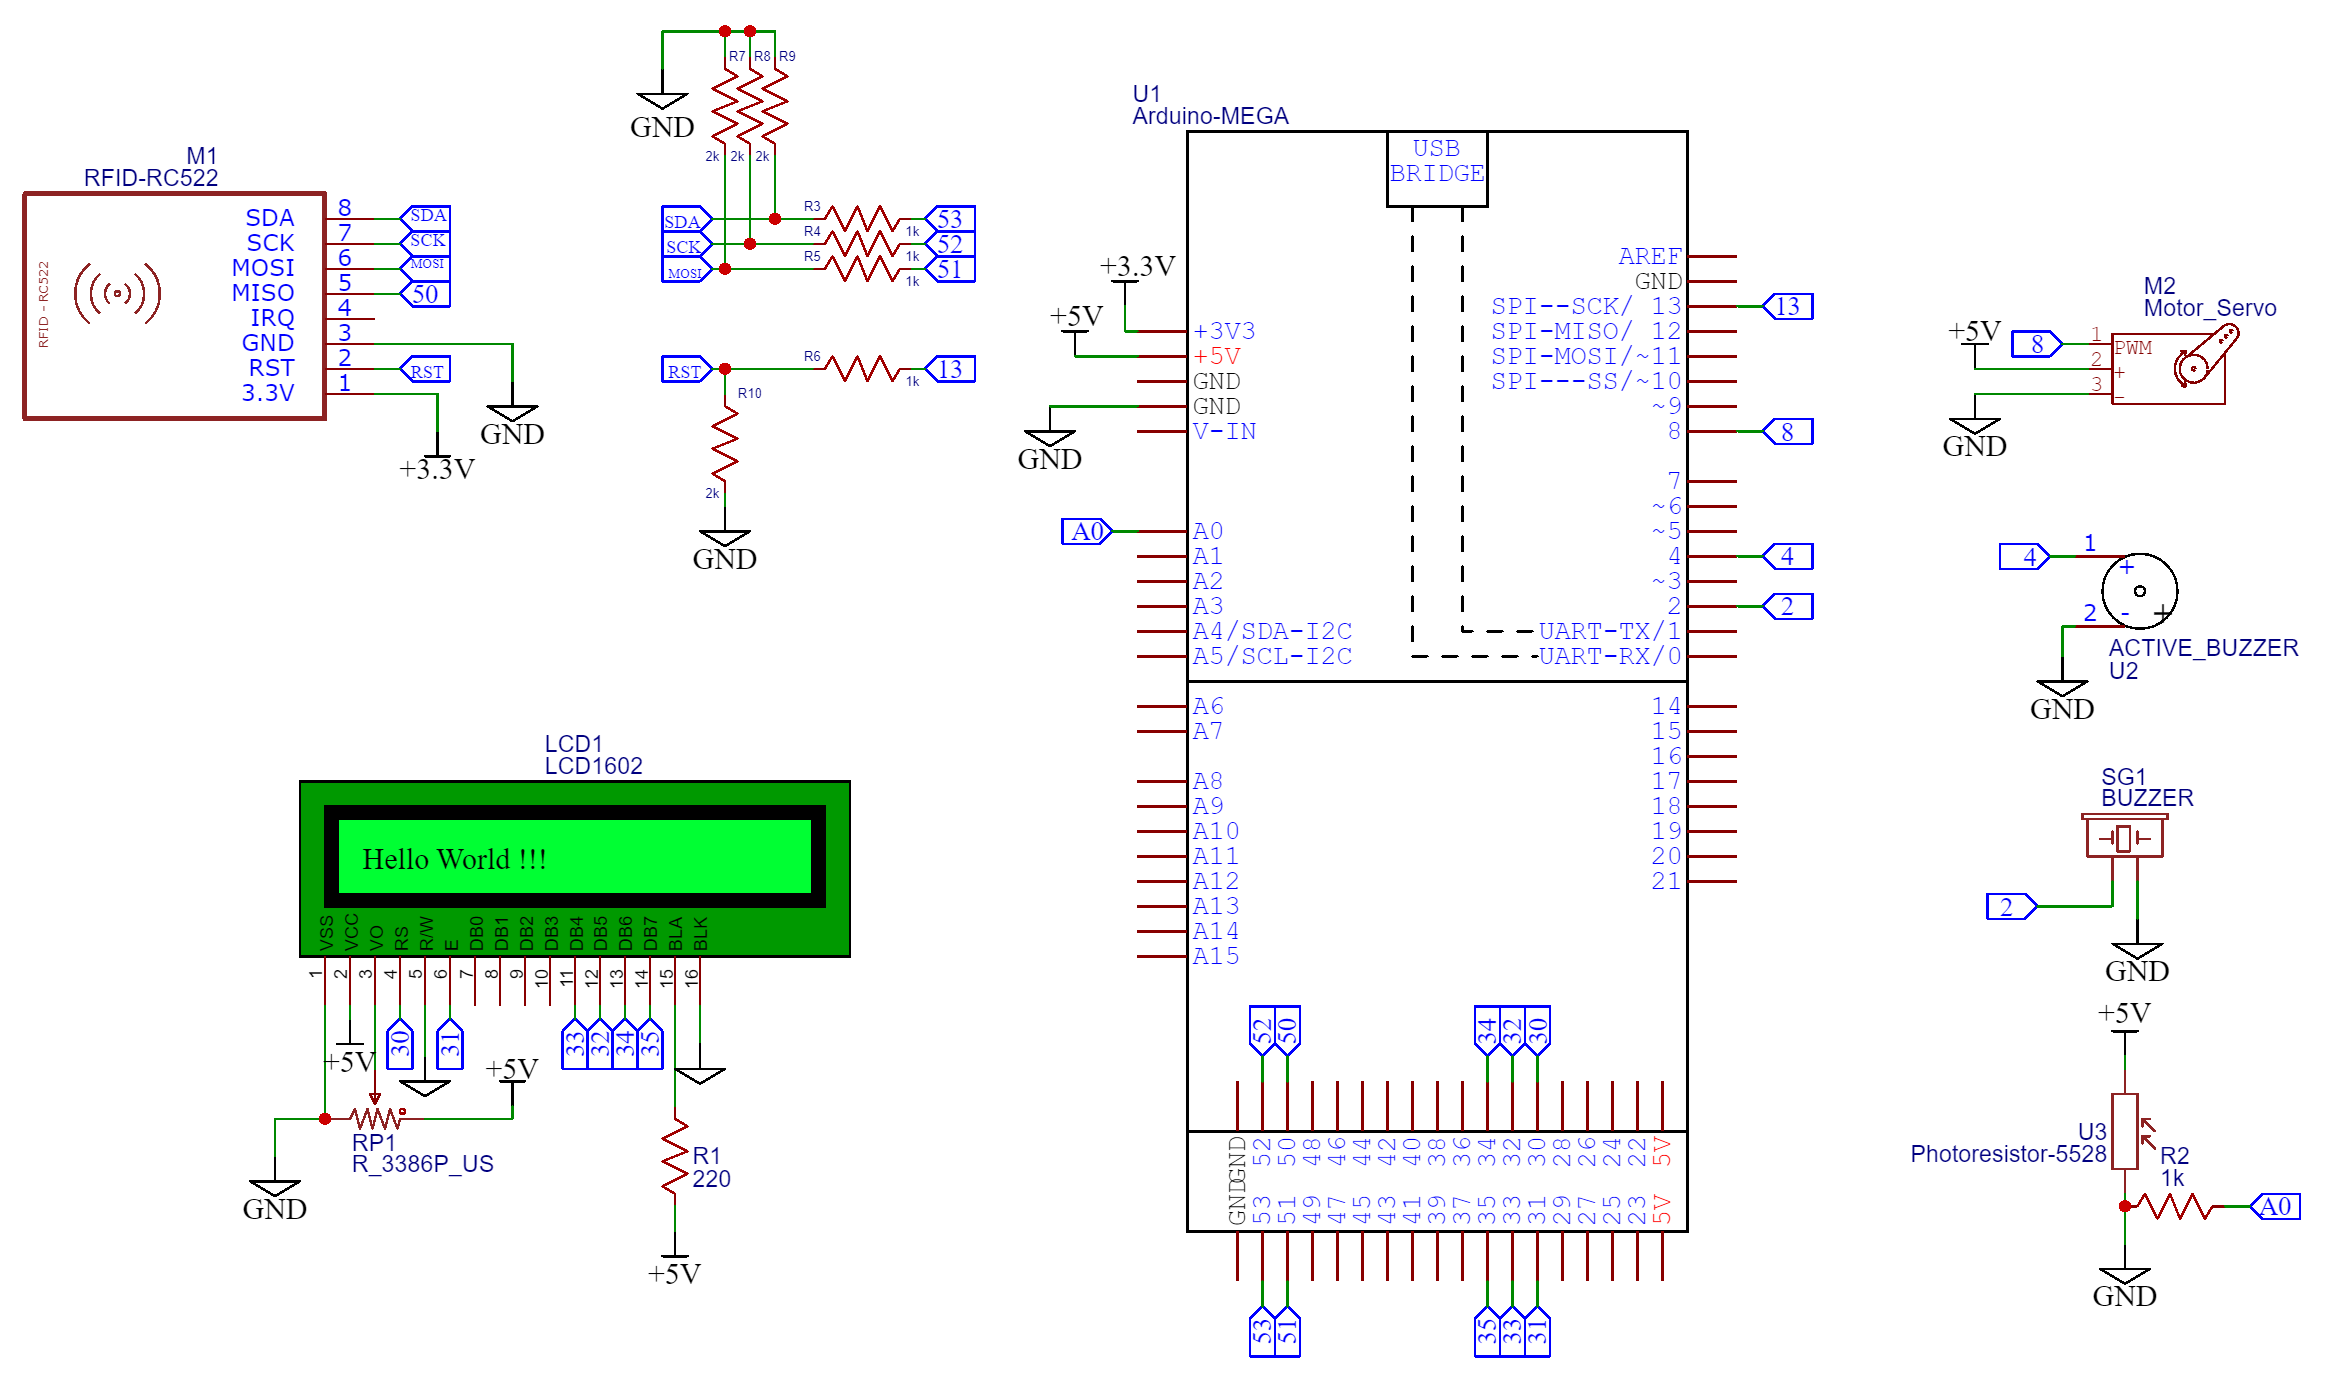 M1
RFID-RC522
RFID - RC522
SDA 8 SDA
SCK 7 SCK
MOSI 6 MOSI
MISO 5 50
IRQ 4
GND 3
RST 2 RST
3.3V 1
GND
+3.3V
R7 R8 R9
GND
2k 2k 2k
SDA R3 1k 53
SCK R4 1k 52
MOSI R5 1k 51
RST R6 1k 13
R10
2k
GND
LCD1
LCD1602
Hello World !!!
VSS VCC VO RS R/W E DB0 DB1 DB2 DB3 DB4 DB5 DB6 DB7 BLA BLK
1 2 3 4 5 6 7 8 9 10 11 12 13 14 15 16
30 31 33 32 34 35
+5V
+5V
RP1
R_3386P_US
GND
R1
220
+5V
U1
Arduino-MEGA
USB
BRIDGE
+3.3V
+5V
GND
+3V3
+5V
GND
GND
V-IN
A0 A0
A1
A2
A3
A4/SDA-I2C
A5/SCL-I2C
A6
A7
A8
A9
A10
A11
A12
A13
A14
A15
AREF
GND
SPI--SCK/ 13 13
SPI-MISO/ 12
SPI-MOSI/~11
SPI---SS/~10
~9
8 8
7
~6
~5
4 4
~3
2 2
UART-TX/1
UART-RX/0
14
15
16
17
18
19
20
21
52 50 34 32 30
GND 52 50 48 46 44 42 40 38 36 34 32 30 28 26 24 22 5V
GND 53 51 49 47 45 43 41 39 37 35 33 31 29 27 25 23 5V
53 51 35 33 31
M2
Motor_Servo
+5V
8 1 PWM
2 +
3 -
GND
4 1 +
2 - +
ACTIVE_BUZZER
U2
GND
SG1
BUZZER
2
GND
+5V
U3
Photoresistor-5528
R2
1k
A0
GND